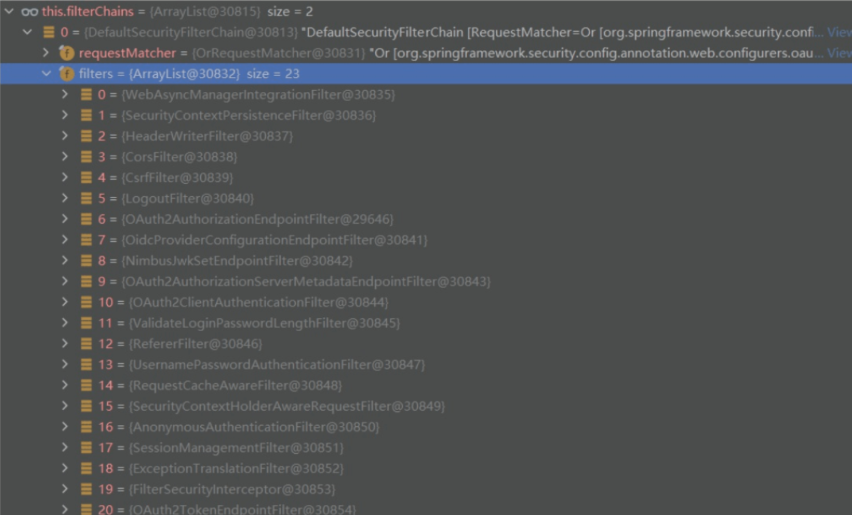 this.filterChains = {ArrayList@30815} size = 2
0 = {DefaultSecurityFilterChain@30813} "DefaultSecurityFilterChain [RequestMatcher=Or [org.springframework.security.confi... View
requestMatcher = {OrRequestMatcher@30831} "Or [org.springframework.security.config.annotation.web.configurers.oau... View
filters = {ArrayList@30832} size = 23
0 = {WebAsyncManagerIntegrationFilter@30835}
1 = {SecurityContextPersistenceFilter@30836}
2 = {HeaderWriterFilter@30837}
3 = {CorsFilter@30838}
4 = {CsrfFilter@30839}
5 = {LogoutFilter@30840}
6 = {OAuth2AuthorizationEndpointFilter@29646}
7 = {OidcProviderConfigurationEndpointFilter@30841}
8 = {NimbusJwkSetEndpointFilter@30842}
9 = {OAuth2AuthorizationServerMetadataEndpointFilter@30843}
10 = {OAuth2ClientAuthenticationFilter@30844}
11 = {ValidateLoginPasswordLengthFilter@30845}
12 = {RefererFilter@30846}
13 = {UsernamePasswordAuthenticationFilter@30847}
14 = {RequestCacheAwareFilter@30848}
15 = {SecurityContextHolderAwareRequestFilter@30849}
16 = {AnonymousAuthenticationFilter@30850}
17 = {SessionManagementFilter@30851}
18 = {ExceptionTranslationFilter@30852}
19 = {FilterSecurityInterceptor@30853}
20 = {OAuth2TokenEndpointFilter@30854}